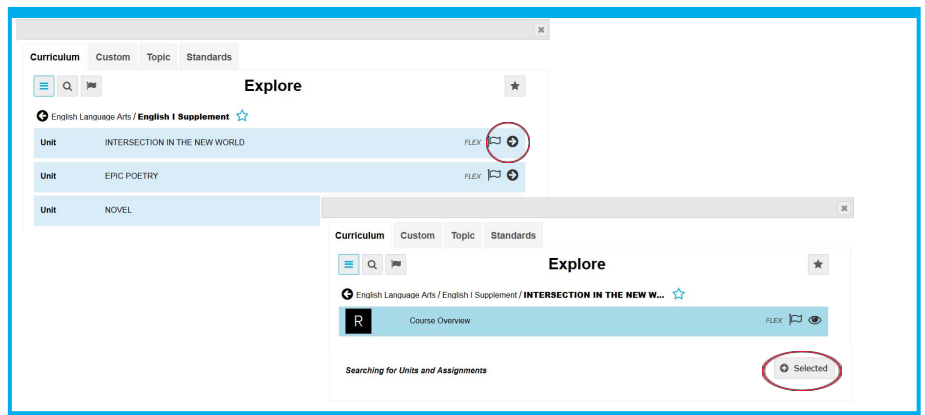 Curriculum Custom Topic Standards
Explore
English Language Arts / English I Supplement
Unit INTERSECTION IN THE NEW WORLD FLEX
Unit EPIC POETRY FLEX
Unit NOVEL
Curriculum Custom Topic Standards
Explore
English Language Arts / English I Supplement / INTERSECTION IN THE NEW W...
R Course Overview FLEX
Searching for Units and Assignments Selected